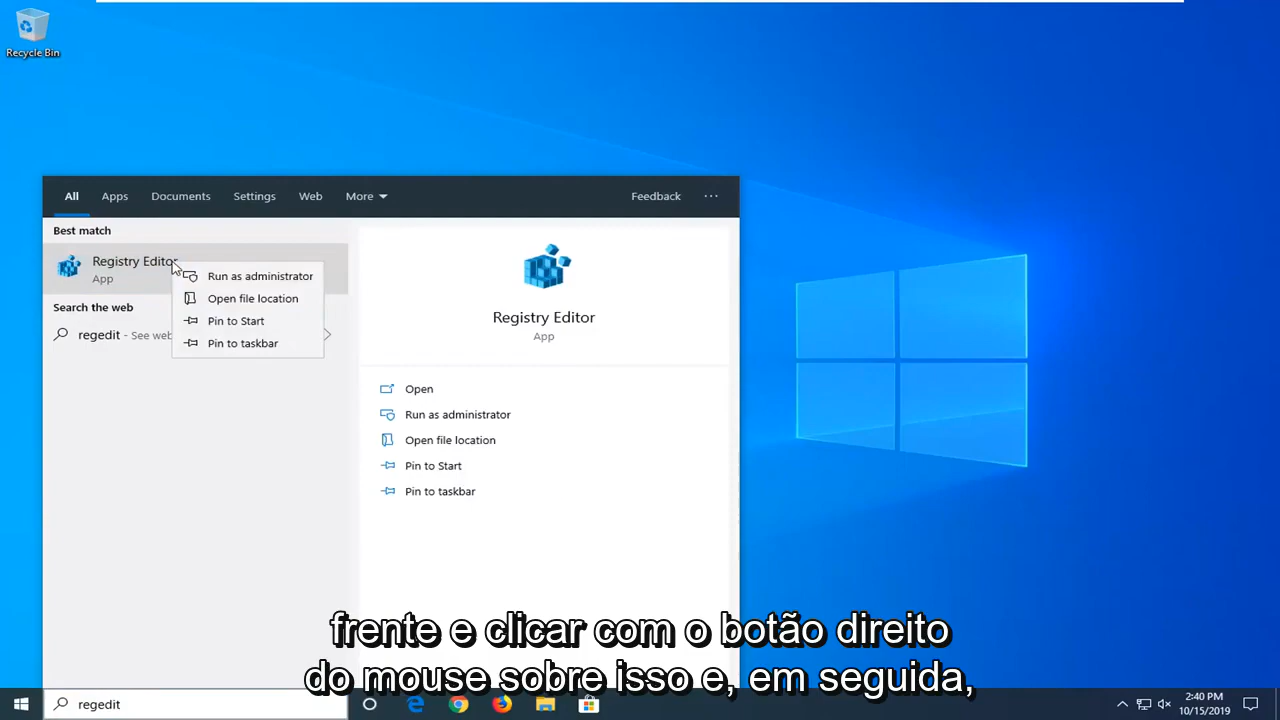 Recycle Bin
All Apps Documents Settings Web More Feedback ...
Best match
Registry Editor
App
Run as administrator
Open file location
Pin to Start
Pin to taskbar
Search the web
regedit - See web
Registry Editor
App
Open
Run as administrator
Open file location
Pin to Start
Pin to taskbar
frente e clicar com o botão direito
do mouse sobre isso e, em seguida,
regedit
2:40 PM
10/15/2019